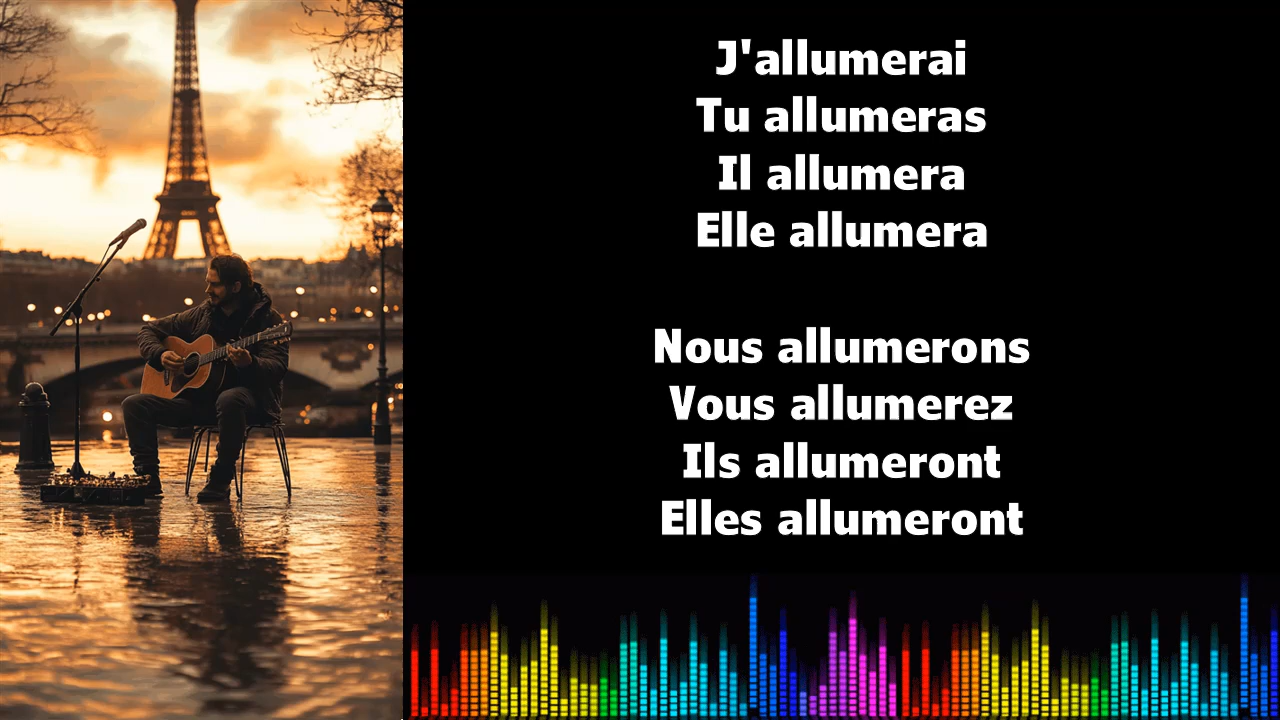 J'allumerai
Tu allumeras
Il allumera
Elle allumera
Nous allumerons
Vous allumerez
Ils allumeront
Elles allumeront